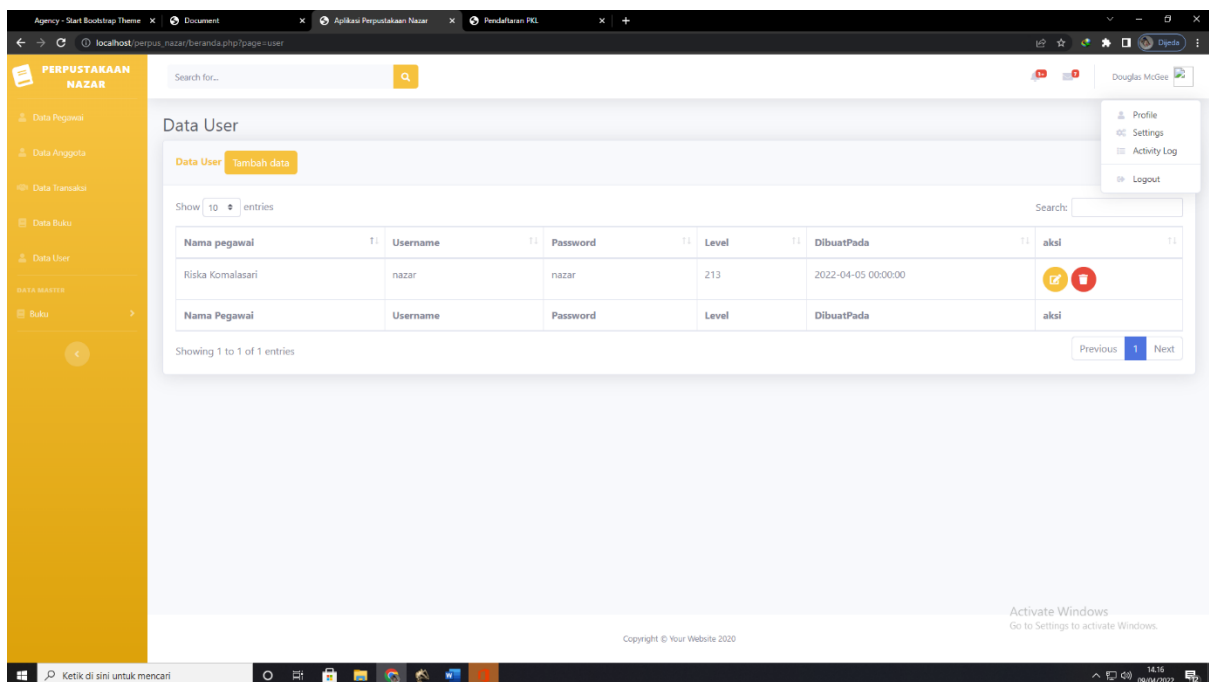 Agency - Start Bootstrap Theme
Document
Aplikasi Perpustakaan Nazar
Pendaftaran PKL
localhost/perpus_nazar/beranda.php?page=user
Dijeda
PERPUSTAKAAN
NAZAR
Search for...
Douglas McGee
Profile
Settings
Activity Log
Logout
Data Pegawai
Data Anggota
Data Transaksi
Data Buku
Data User
DATA MASTER
Buku
Data User
Data User Tambah data
Show 10 entries
Search:
Nama pegawai Username Password Level DibuatPada aksi
Riska Komalasari nazar nazar 213 2022-04-05 00:00:00
Nama Pegawai Username Password Level DibuatPada aksi
Showing 1 to 1 of 1 entries
Previous 1 Next
Activate Windows
Go to Settings to activate Windows.
Copyright © Your Website 2020
Ketik di sini untuk mencari
14.16
09/04/2022